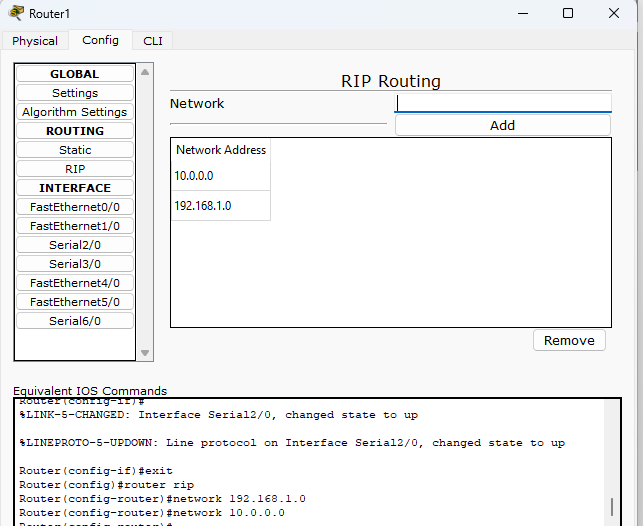 Router1
Physical Config CLI
GLOBAL
Settings
Algorithm Settings
ROUTING
Static
RIP
INTERFACE
FastEthernet0/0
FastEthernet1/0
Serial2/0
Serial3/0
FastEthernet4/0
FastEthernet5/0
Serial6/0
RIP Routing
Network
Add
Network Address
10.0.0.0
192.168.1.0
Remove
Equivalent IOS Commands
Router(config-if)#
%LINK-5-CHANGED: Interface Serial2/0, changed state to up
%LINEPROTO-5-UPDOWN: Line protocol on Interface Serial2/0, changed state to up
Router(config-if)#exit
Router(config)#router rip
Router(config-router)#network 192.168.1.0
Router(config-router)#network 10.0.0.0
Router(config-router)#